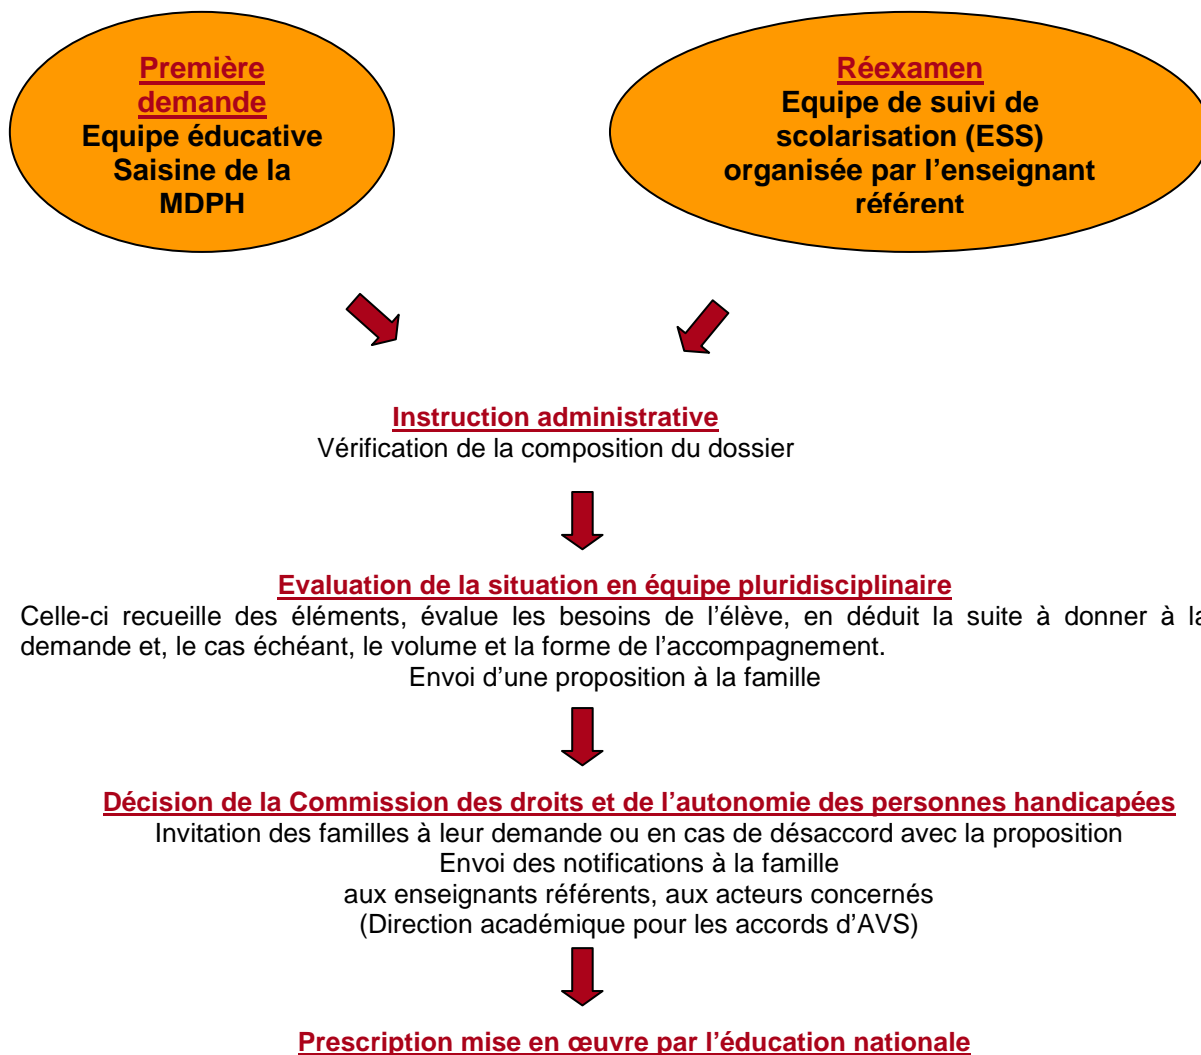 Première
demande
Equipe éducative
Saisine de la
MDPH
Réexamen
Equipe de suivi de
scolarisation (ESS)
organisée par l’enseignant
référent
Instruction administrative
Vérification de la composition du dossier
Evaluation de la situation en équipe pluridisciplinaire
Celle-ci recueille des éléments, évalue les besoins de l’élève, en déduit la suite à donner à la
demande et, le cas échéant, le volume et la forme de l’accompagnement.
Envoi d’une proposition à la famille
Décision de la Commission des droits et de l’autonomie des personnes handicapées
Invitation des familles à leur demande ou en cas de désaccord avec la proposition
Envoi des notifications à la famille
aux enseignants référents, aux acteurs concernés
(Direction académique pour les accords d’AVS)
Prescription mise en œuvre par l’éducation nationale